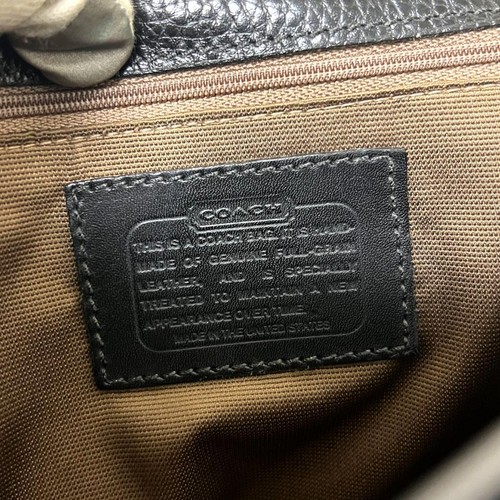 COACH
THIS IS A COACH BAG. IT IS HAND-
MADE OF GENUINE FULL-GRAIN
LEATHER, AND IS SPECIALLY
TREATED TO MAINTAIN A NEW
APPEARANCE OVER TIME.
MADE IN THE UNITED STATES